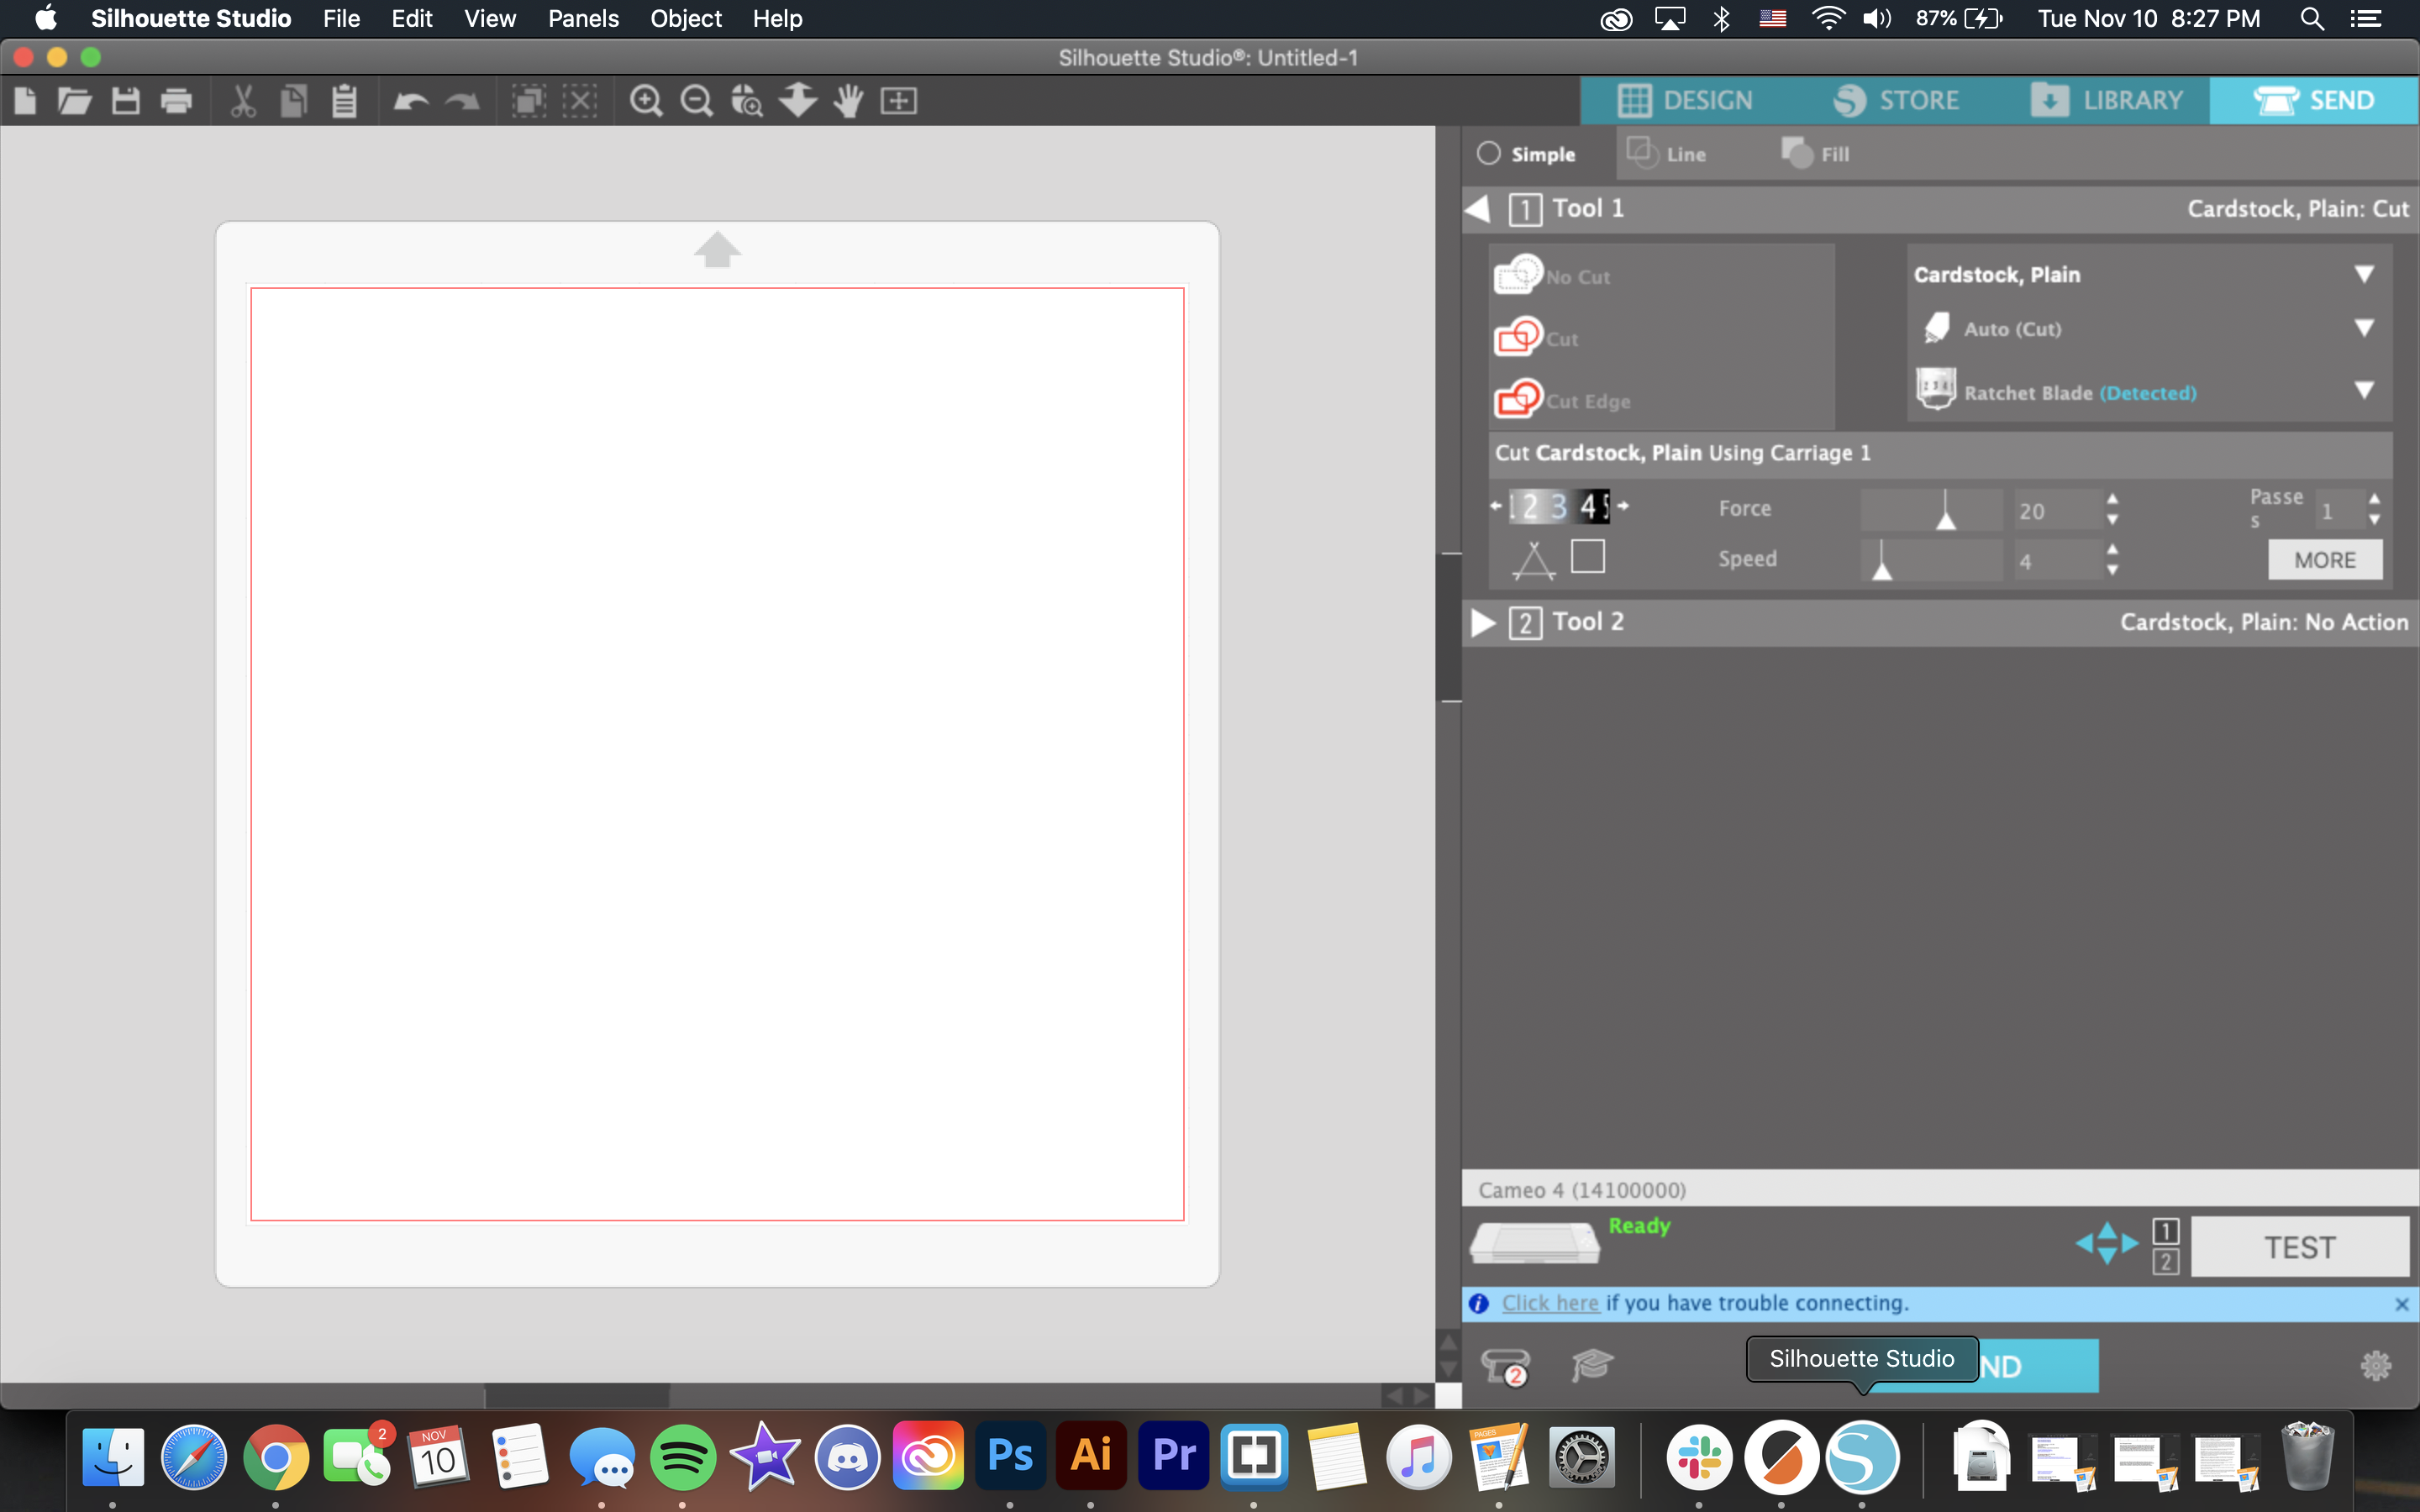 Silhouette Studio File Edit View Panels Object Help 87% Tue Nov 10 8:27 PM
Silhouette Studio®: Untitled-1
DESIGN STORE LIBRARY SEND
Simple Line Fill
1 Tool 1 Cardstock, Plain: Cut
No Cut
Cut
Cut Edge
Cardstock, Plain
Auto (Cut)
Ratchet Blade (Detected)
Cut Cardstock, Plain Using Carriage 1
2 3 4 Force 20 Passe
s 1
Speed 4 MORE
2 Tool 2 Cardstock, Plain: No Action
Cameo 4 (14100000)
Ready
1
2
TEST
i Click here if you have trouble connecting.
2 Silhouette Studio ND
2 NOV
10 Ps Ai Pr PAGES